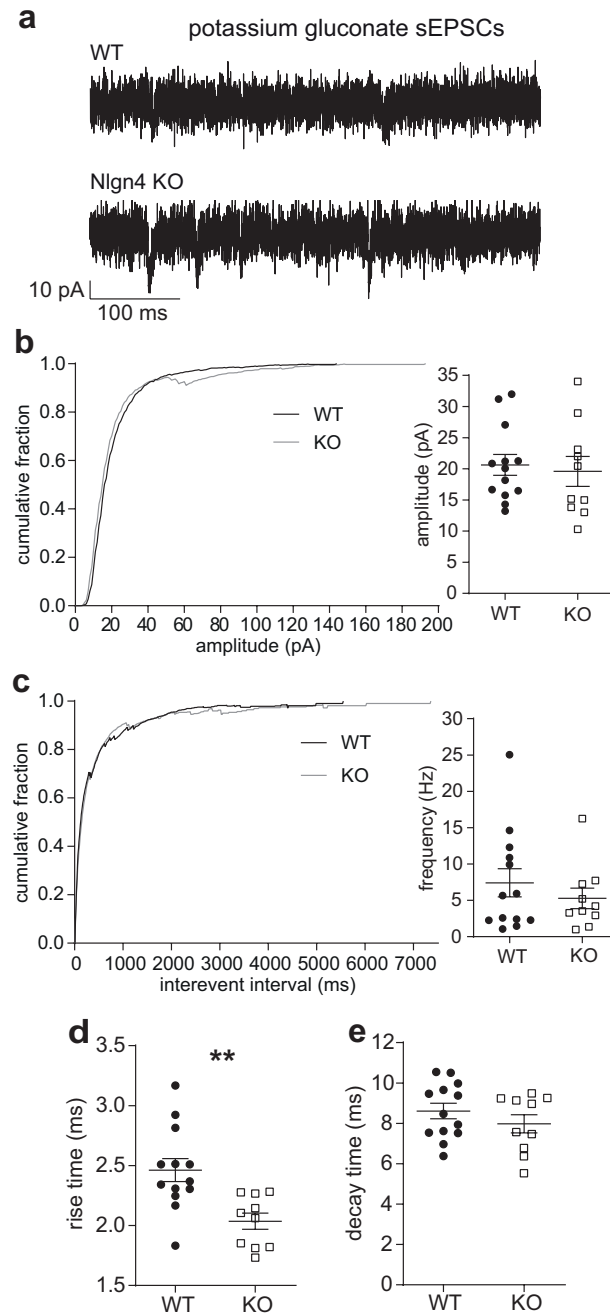 a
potassium gluconate sEPSCs
WT
Nlgn4 KO
10 pA
100 ms
b
1.0
0.8
0.6
0.4
0.2
0.0
cumulative fraction
0 20 40 60 80 100 120 140 160 180 200
amplitude (pA)
WT
KO
35
30
25
20
15
10
5
0
amplitude (pA)
WT KO
c
1.0
0.8
0.6
0.4
0.2
0.0
cumulative fraction
0 1000 2000 3000 4000 5000 6000 7000
interevent interval (ms)
WT
KO
30
25
20
15
10
5
0
frequency (Hz)
WT KO
d
3.5
3.0
2.5
2.0
1.5
rise time (ms)
**
WT KO
e
12
10
8
6
4
2
0
decay time (ms)
WT KO